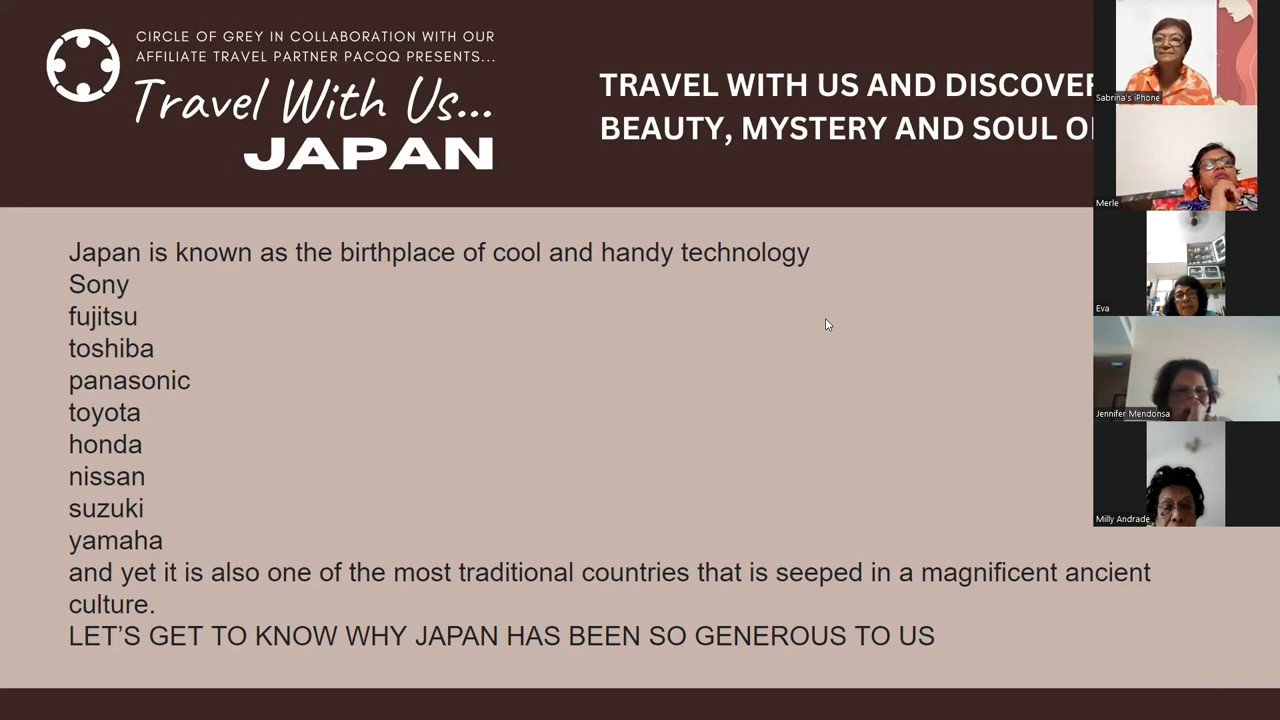 CIRCLE OF GREY IN COLLABORATION WITH OUR
AFFILIATE TRAVEL PARTNER PACQQ PRESENTS...
Travel With Us...
JAPAN
TRAVEL WITH US AND DISCOVER
BEAUTY, MYSTERY AND SOUL
Japan is known as the birthplace of cool and handy technology
Sony
fujitsu
toshiba
panasonic
toyota
honda
nissan
suzuki
yamaha
and yet it is also one of the most traditional countries that is seeped in a magnificent ancient
culture.
LET’S GET TO KNOW WHY JAPAN HAS BEEN SO GENEROUS TO US
Sabrina's iPhone
Merle
Eva
Jennifer Mendonsa
Milly Andrade